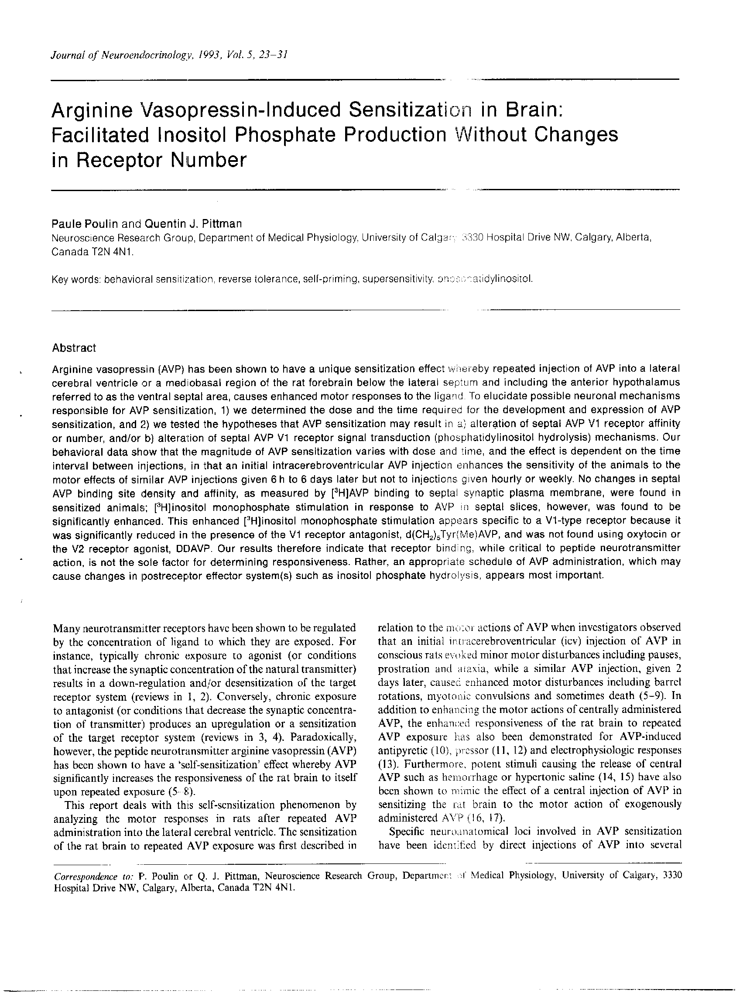 Journal of Neuroendocrinology, 1993, Vol. 5, 23–31
Arginine Vasopressin-Induced Sensitization in Brain:
Facilitated Inositol Phosphate Production Without Changes
in Receptor Number
Paule Poulin and Quentin J. Pittman
Neuroscience Research Group, Department of Medical Physiology, University of Calgary 3330 Hospital Drive NW, Calgary, Alberta,
Canada T2N 4N1.
Key words: behavioral sensitization, reverse tolerance, self-priming, supersensitivity,
Abstract
Arginine vasopressin (AVP) has been shown to have a unique sensitization effect whereby repeated injection of AVP into a lateral
cerebral ventricle or a mediobasal region of the rat forebrain below the lateral septum and including the anterior hypothalamus
referred to as the ventral septal area, causes enhanced motor responses to the ligand. To elucidate possible neuronal mechanisms
responsible for AVP sensitization, 1) we determined the dose and the time required for the development and expression of AVP
sensitization, and 2) we tested the hypotheses that AVP sensitization may result in a) alteration of septal AVP V1 receptor affinity
or number, and/or b) alteration of septal AVP V1 receptor signal transduction (phosphatidylinositol hydrolysis) mechanisms. Our
behavioral data show that the magnitude of AVP sensitization varies with dose and time, and the effect is dependent on the time
interval between injections, in that an initial intracerebroventricular AVP injection enhances the sensitivity of the animals to the
motor effects of similar AVP injections given 6 h to 6 days later but not to injections given hourly or weekly. No changes in septal
AVP binding site density and affinity, as measured by [³H]AVP binding to septal synaptic plasma membrane, were found in
sensitized animals; [³H]inositol monophosphate stimulation in response to AVP in septal slices, however, was found to be
significantly enhanced. This enhanced [³H]inositol monophosphate stimulation appears specific to a V1-type receptor because it
was significantly reduced in the presence of the V1 receptor antagonist, d(CH₂)₅Tyr(Me)AVP, and was not found using oxytocin or
the V2 receptor agonist, DDAVP. Our results therefore indicate that receptor binding, while critical to peptide neurotransmitter
action, is not the sole factor for determining responsiveness. Rather, an appropriate schedule of AVP administration, which may
cause changes in postreceptor effector system(s) such as inositol phosphate hydrolysis, appears most important.
Many neurotransmitter receptors have been shown to be regulated
by the concentration of ligand to which they are exposed. For
instance, typically chronic exposure to agonist (or conditions
that increase the synaptic concentration of the natural transmitter)
results in a down-regulation and/or desensitization of the target
receptor system (reviews in 1, 2). Conversely, chronic exposure
to antagonist (or conditions that decrease the synaptic concentra-
tion of transmitter) produces an upregulation or a sensitization
of the target receptor system (reviews in 3, 4). Paradoxically,
however, the peptide neurotransmitter arginine vasopressin (AVP)
has been shown to have a 'self-sensitization' effect whereby AVP
significantly increases the responsiveness of the rat brain to itself
upon repeated exposure (5–8).
This report deals with this self-sensitization phenomenon by
analyzing the motor responses in rats after repeated AVP
administration into the lateral cerebral ventricle. The sensitization
of the rat brain to repeated AVP exposure was first described in
relation to the motor actions of AVP when investigators observed
that an initial intracerebroventricular (icv) injection of AVP in
conscious rats evoked minor motor disturbances including pauses,
prostration and ataxia, while a similar AVP injection, given 2
days later, caused enhanced motor disturbances including barrel
rotations, myotonic convulsions and sometimes death (5–9). In
addition to enhancing the motor actions of centrally administered
AVP, the enhanced responsiveness of the rat brain to repeated
AVP exposure has also been demonstrated for AVP-induced
antipyretic (10), pressor (11, 12) and electrophysiologic responses
(13). Furthermore, potent stimuli causing the release of central
AVP such as hemorrhage or hypertonic saline (14, 15) have also
been shown to mimic the effect of a central injection of AVP in
sensitizing the rat brain to the motor action of exogenously
administered AVP (16, 17).
Specific neuroanatomical loci involved in AVP sensitization
have been identified by direct injections of AVP into several
Correspondence to: P. Poulin or Q. J. Pittman, Neuroscience Research Group, Department of Medical Physiology, University of Calgary, 3330
Hospital Drive NW, Calgary, Alberta, Canada T2N 4N1.